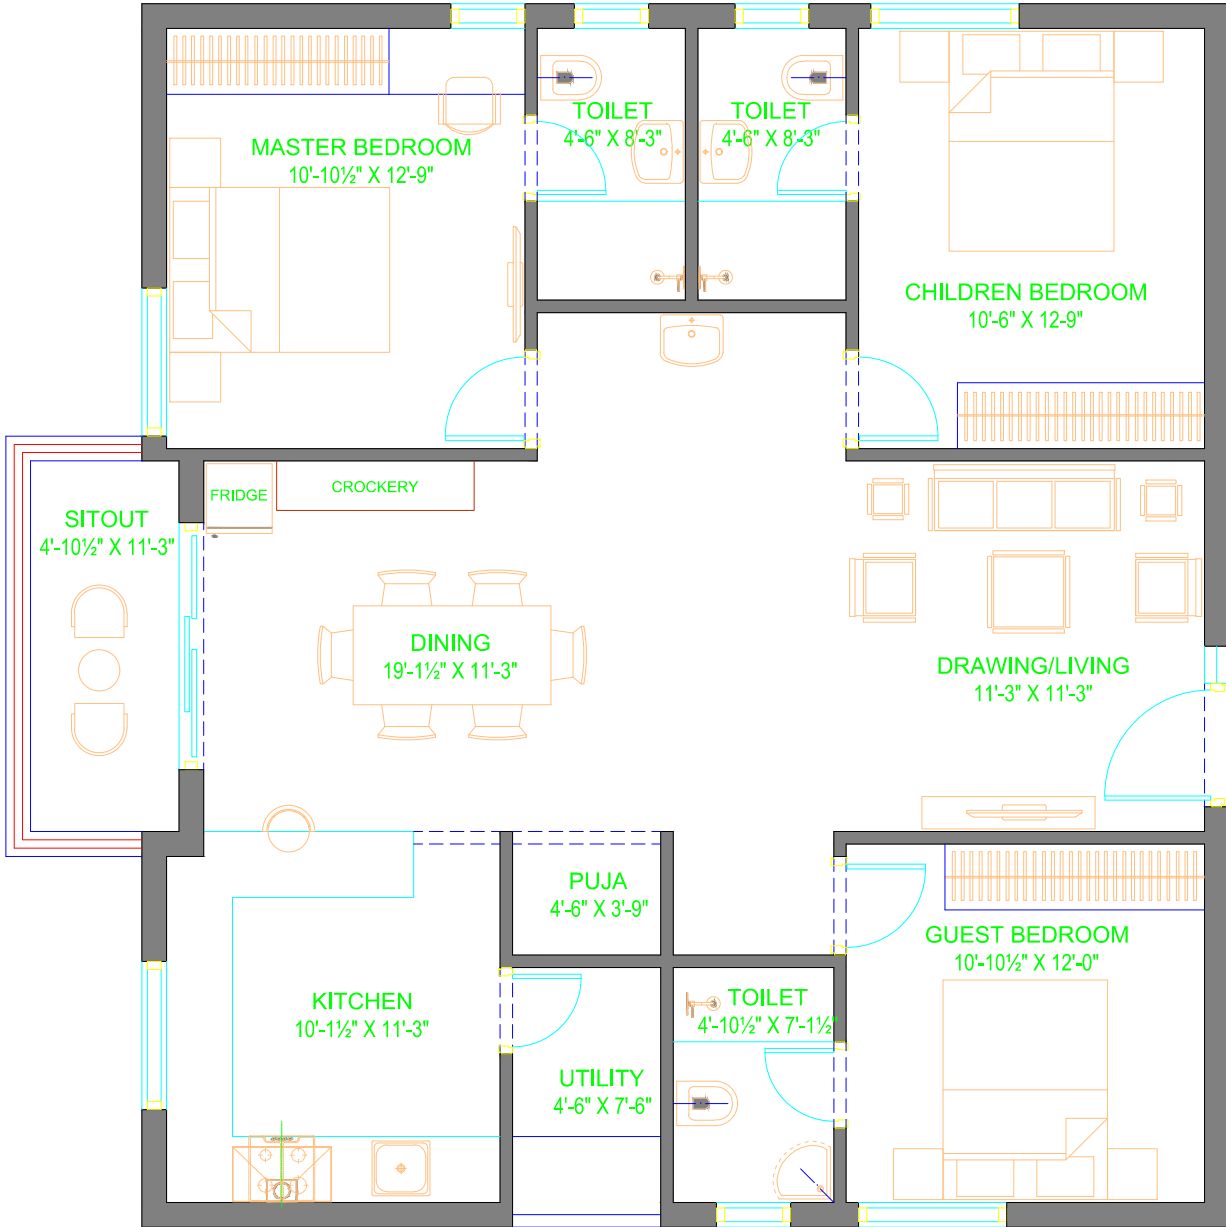 TOILET
4'-6" X 8'-3"
TOILET
4'-6" X 8'-3"
MASTER BEDROOM
10'-10½" X 12'-9"
CHILDREN BEDROOM
10'-6" X 12'-9"
FRIDGE
CROCKERY
SITOUT
4'-10½" X 11'-3"
DINING
19'-1½" X 11'-3"
DRAWING/LIVING
11'-3" X 11'-3"
PUJA
4'-6" X 3'-9"
GUEST BEDROOM
10'-10½" X 12'-0"
KITCHEN
10'-1½" X 11'-3"
TOILET
4'-10½" X 7'-1½"
UTILITY
4'-6" X 7'-6"